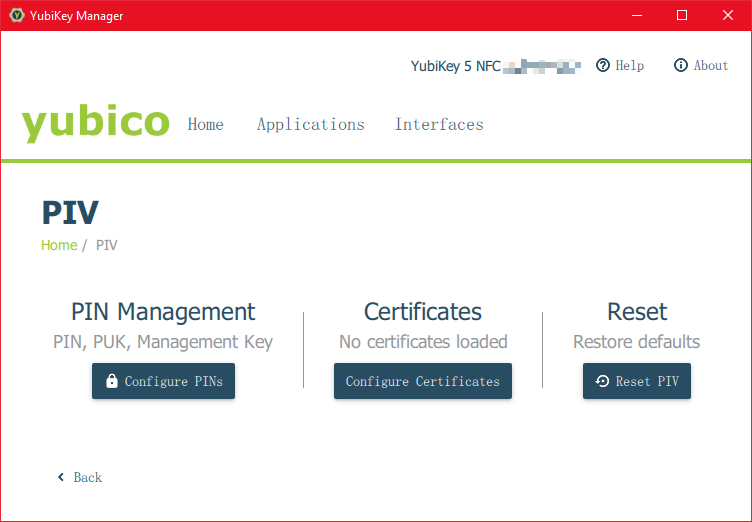 YubiKey Manager
YubiKey 5 NFC
Help
About
yubico
Home
Applications
Interfaces
PIV
Home / PIV
PIN Management
PIN, PUK, Management Key
Configure PINs
Certificates
No certificates loaded
Configure Certificates
Reset
Restore defaults
Reset PIV
Back